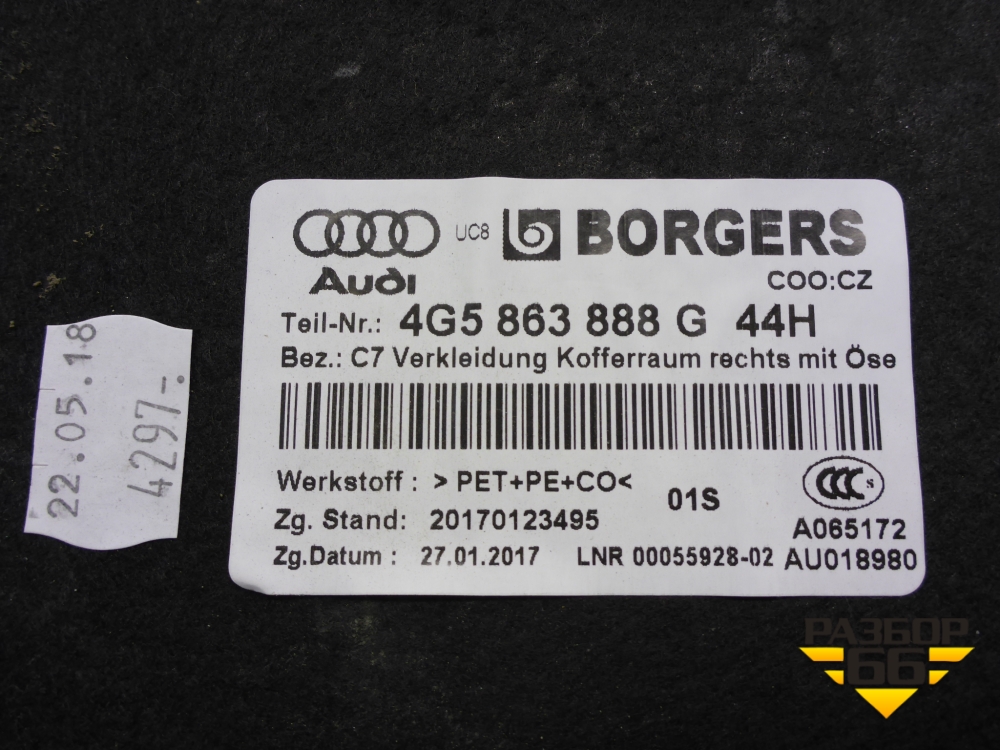 UC8 BORGERS
Audi
COO:CZ
Teil-Nr.: 4G5 863 888 G 44H
Bez.: C7 Verkleidung Kofferraum rechts mit Öse
Werkstoff : > PET+PE+CO<
01S
CCC S
Zg. Stand: 20170123495
A065172
Zg.Datum : 27.01.2017 LNR 00055928-02 AU018980
22.05.18
4297-.
РАЗБОР
66